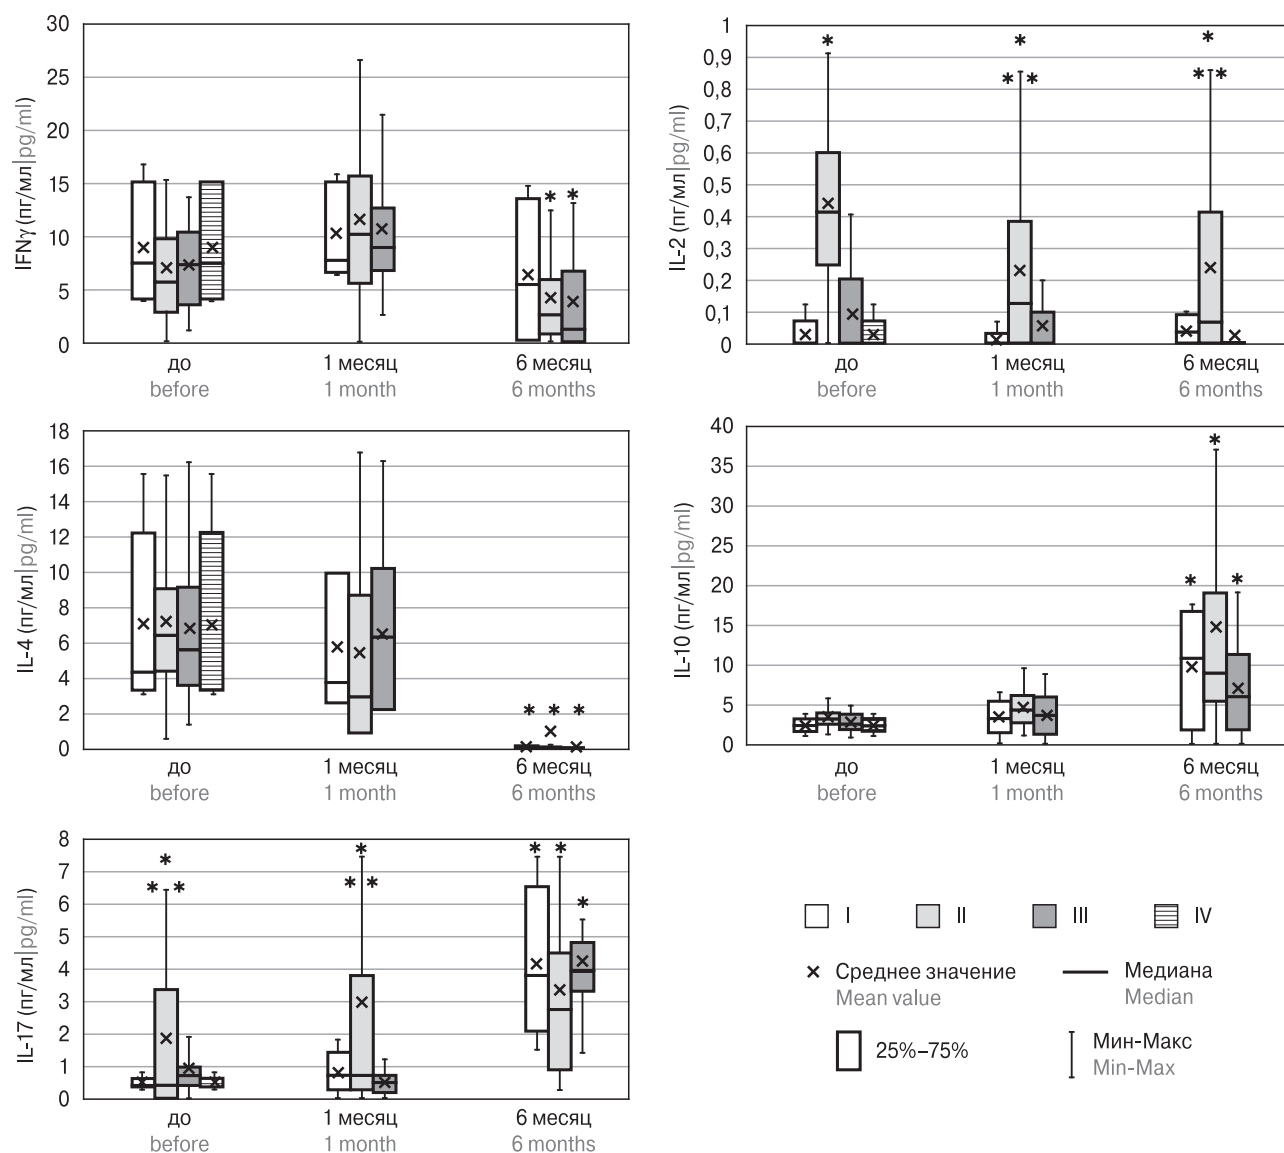 IFNγ (пг/мл|pg/ml)
30
25
20
15
10
5
0
* *
до
before
1 месяц
1 month
6 месяц
6 months
IL-2 (пг/мл|pg/ml)
1
0,9
0,8
0,7
0,6
0,5
0,4
0,3
0,2
0,1
0
* * *
** **
до
before
1 месяц
1 month
6 месяц
6 months
IL-4 (пг/мл|pg/ml)
18
16
14
12
10
8
6
4
2
0
* * *
до
before
1 месяц
1 month
6 месяц
6 months
IL-10 (пг/мл|pg/ml)
40
35
30
25
20
15
10
5
0
*
* *
до
before
1 месяц
1 month
6 месяц
6 months
IL-17 (пг/мл|pg/ml)
8
7
6
5
4
3
2
1
0
* * * *
** **
*
до
before
1 месяц
1 month
6 месяц
6 months
I II III IV
× Среднее значение
Mean value
Медиана
Median
25%–75%
Мин-Макс
Min-Max